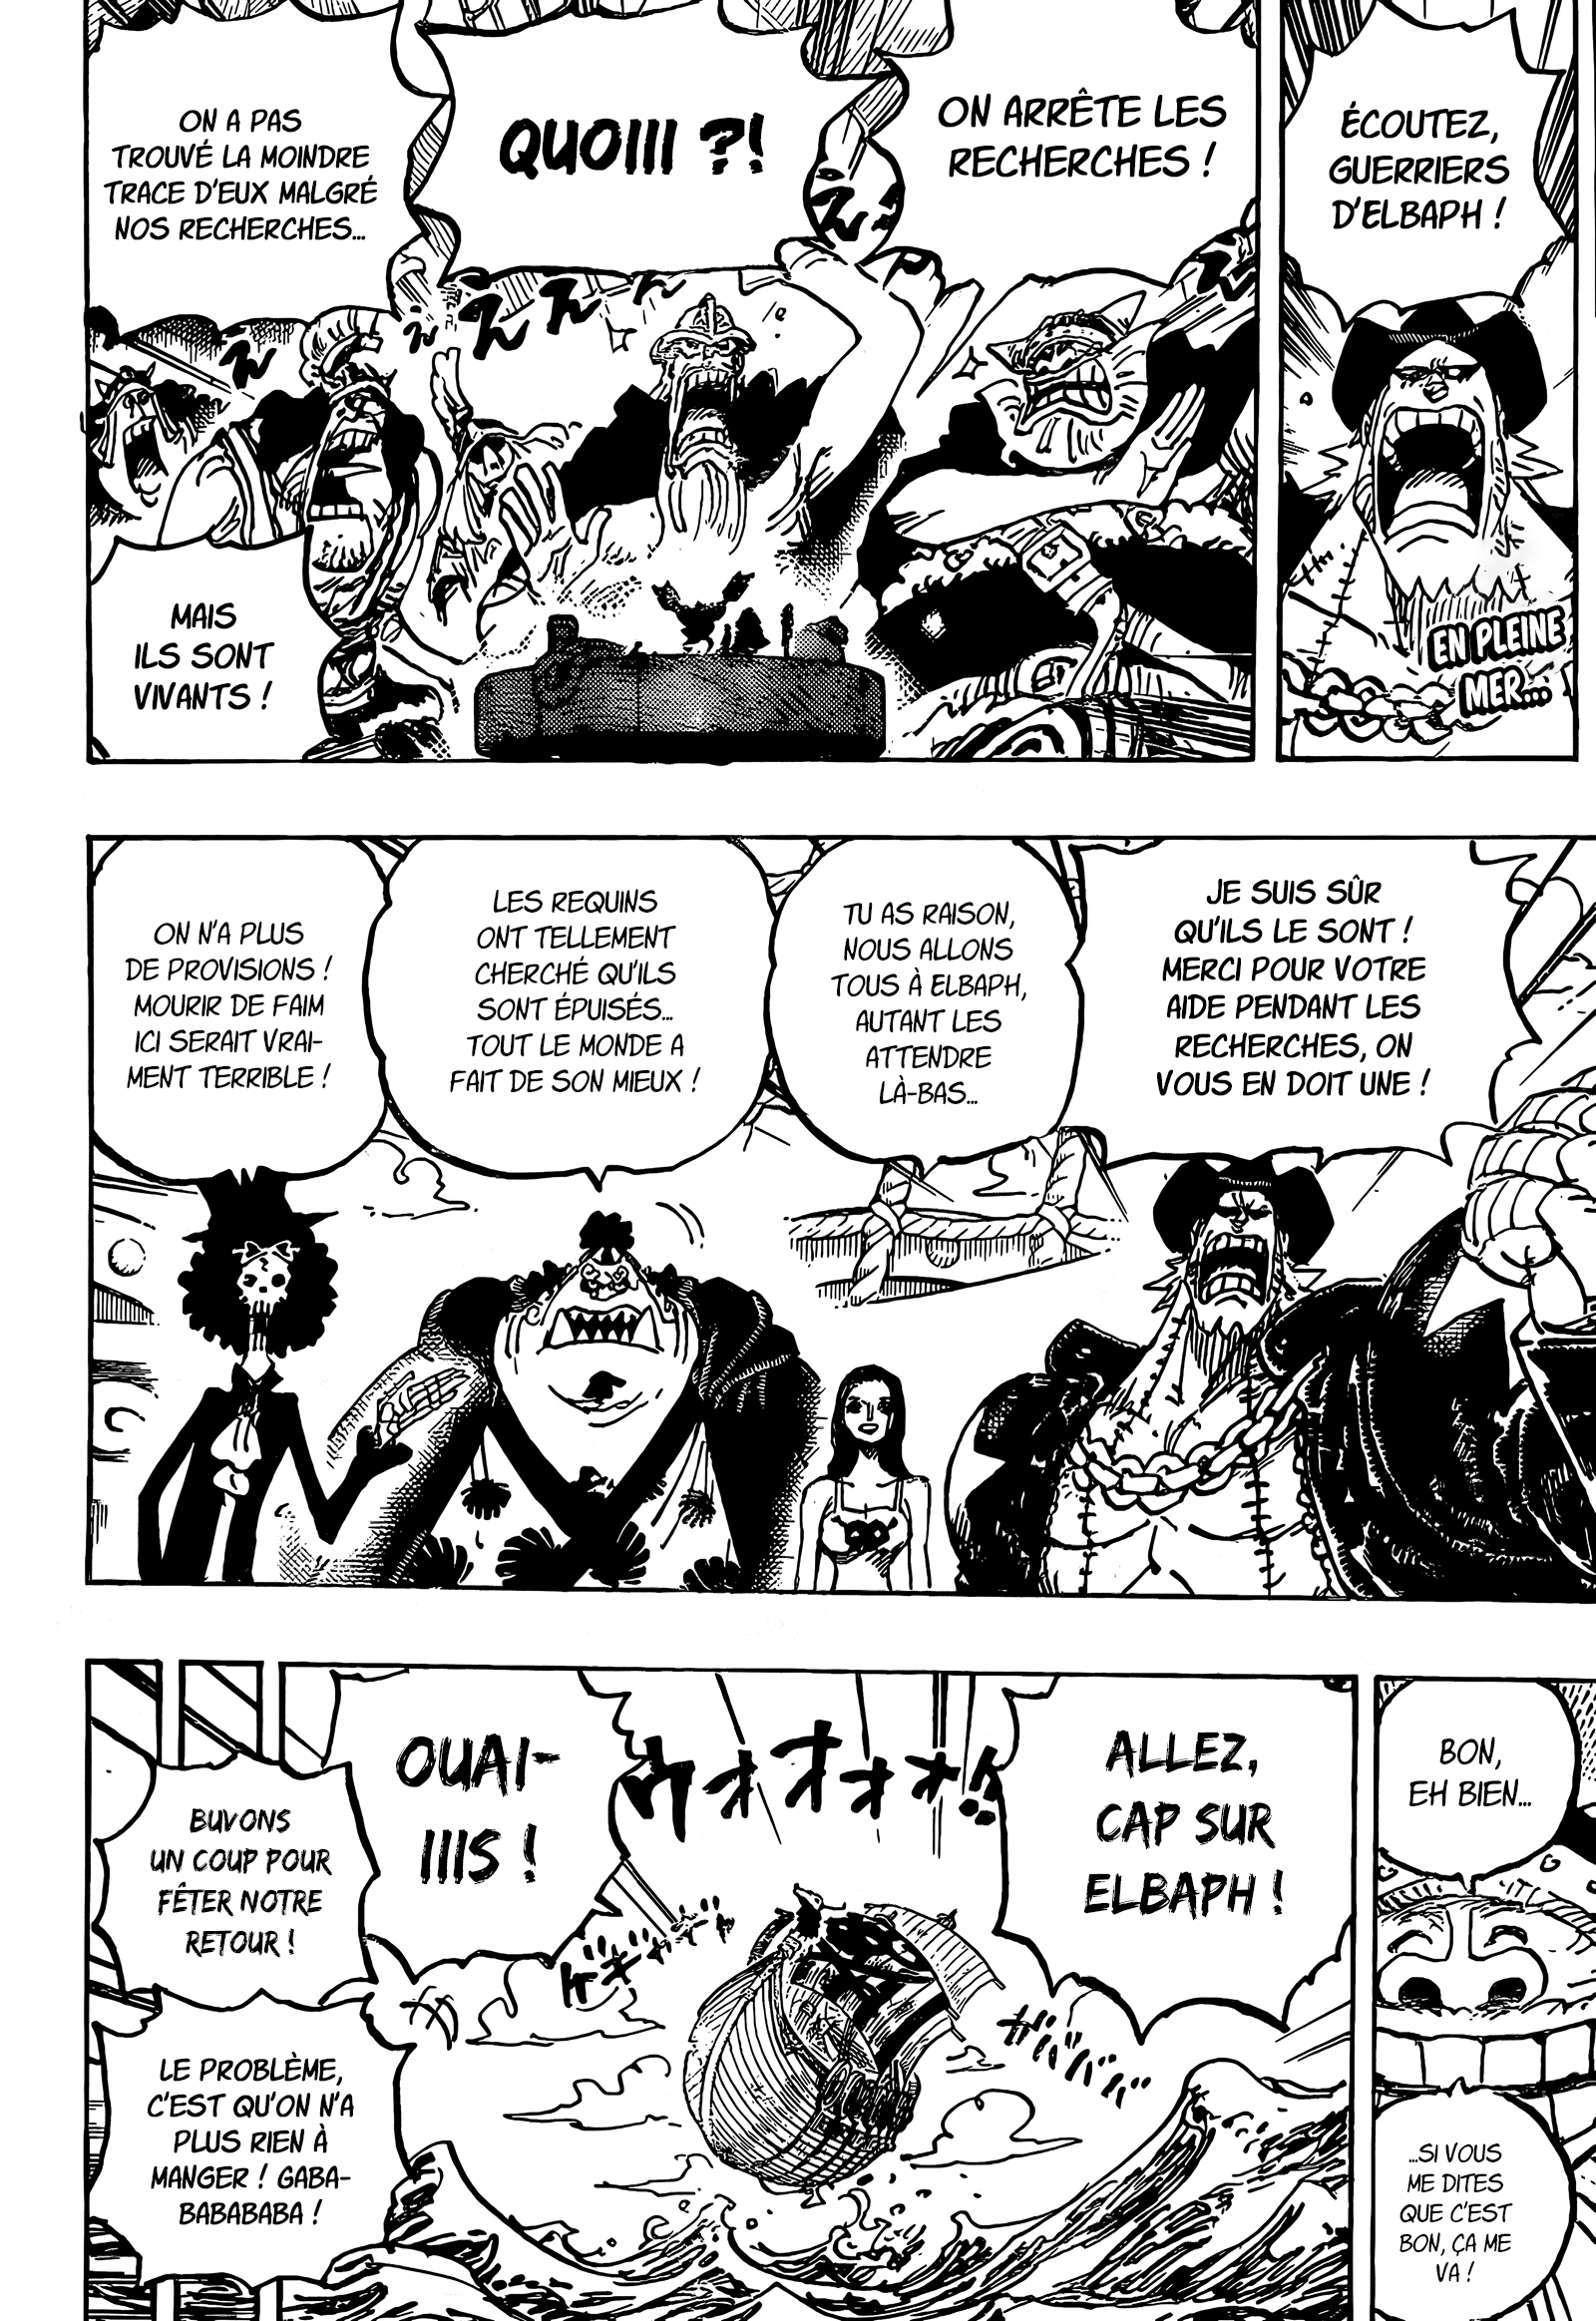 ÉCOUTEZ,
GUERRIERS
D'ELBAPH !
EN PLEINE
MER...
ON ARRÊTE LES
RECHERCHES !
QUOIII ?!
ON A PAS
TROUVÉ LA MOINDRE
TRACE D'EUX MALGRÉ
NOS RECHERCHES...
MAIS
ILS SONT
VIVANTS !
JE SUIS SÛR
QU'ILS LE SONT !
MERCI POUR VOTRE
AIDE PENDANT LES
RECHERCHES, ON
VOUS EN DOIT UNE !
TU AS RAISON,
NOUS ALLONS
TOUS À ELBAPH,
AUTANT LES
ATTENDRE
LÀ-BAS...
LES REQUINS
ONT TELLEMENT
CHERCHÉ QU'ILS
SONT ÉPUISÉS...
TOUT LE MONDE A
FAIT DE SON MIEUX !
ON N'A PLUS
DE PROVISIONS !
MOURIR DE FAIM
ICI SERAIT VRAI-
MENT TERRIBLE !
BON,
EH BIEN...
...SI VOUS
ME DITES
QUE C'EST
BON, ÇA ME
VA !
ALLEZ,
CAP SUR
ELBAPH !
ウオオオオ!!
OUAI-
IIIS !
BUVONS
UN COUP POUR
FÊTER NOTRE
RETOUR !
LE PROBLÈME,
C'EST QU'ON N'A
PLUS RIEN À
MANGER ! GABA-
BABABABA !